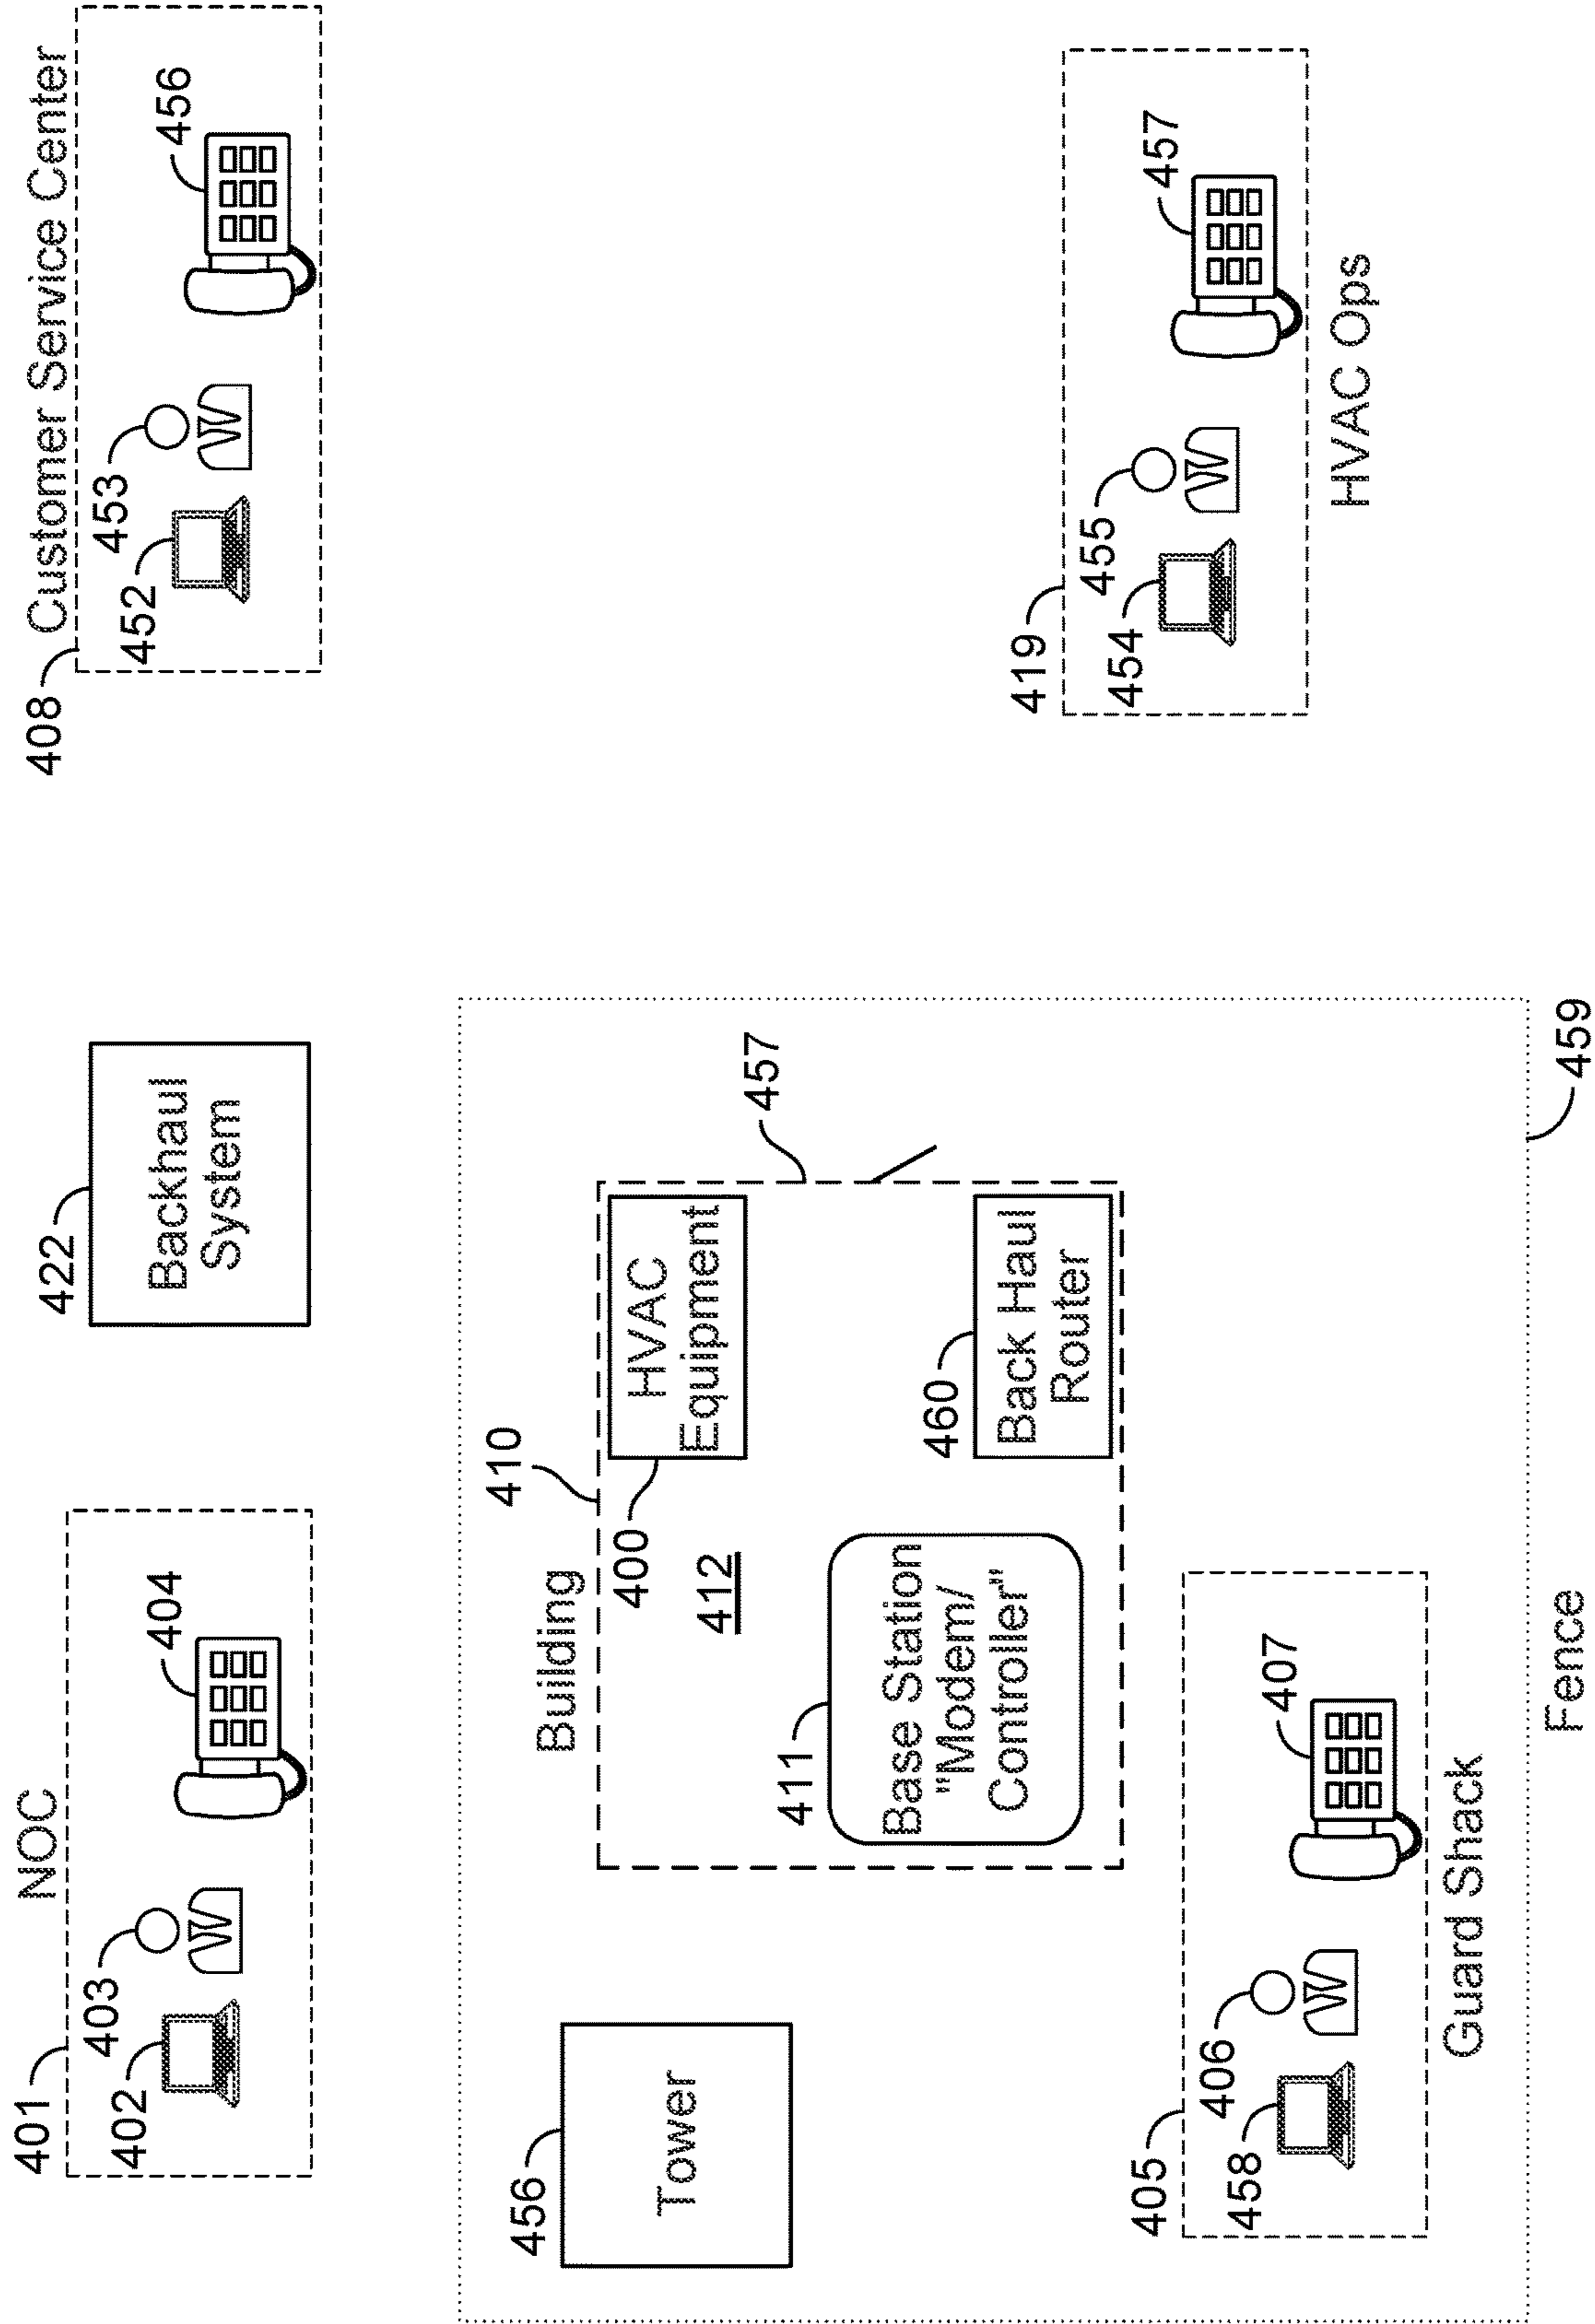 NOC
401
403
402
404
422
Backhaul
System
408
Customer Service Center
453
452
456
Building
410
400
HVAC
Equipment
412
457
411
Base Station
"Modem/
Controller"
460
Back Haul
Router
456
Tower
405
406
458
407
Guard Shack
Fence
459
419
455
454
457
HVAC Ops